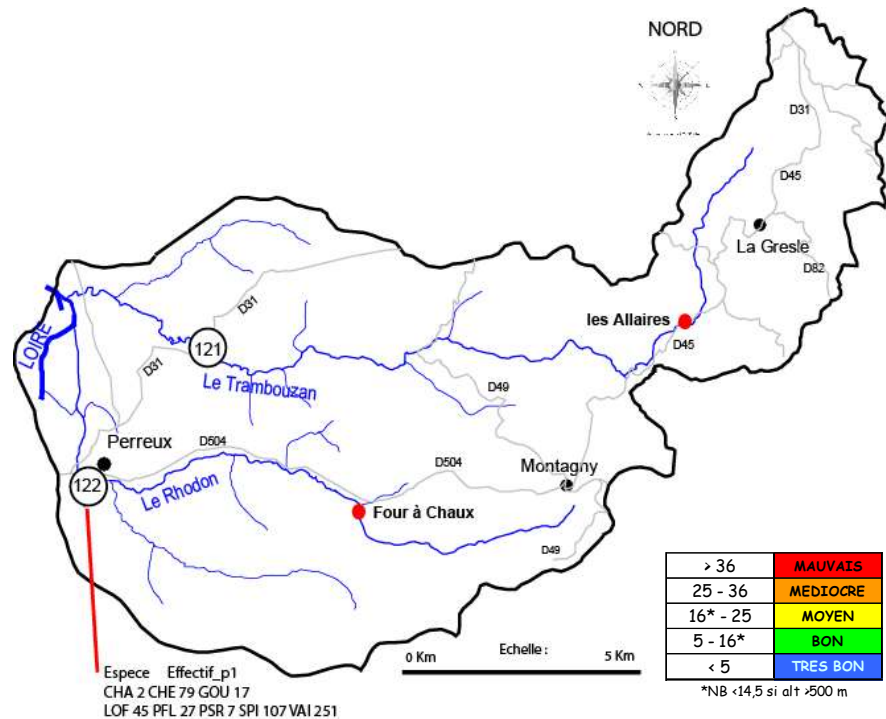 NORD
D31
D45
La Gresle
D82
les Allaires
D45
D31
LOIRE
121
D31
Le Trambouzan
D49
Perreux
D504
D504
Montagny
122
Le Rhodon
Four à Chaux
D49
0 Km
Echelle :
5 Km
> 36 MAUVAIS
25 - 36 MEDIOCRE
16* - 25 MOYEN
5 - 16* BON
< 5 TRES BON
*NB <14,5 si alt >500 m
Espece Effectif_p1
CHA 2 CHE 79 GOU 17
LOF 45 PFL 27 PSR 7 SPI 107 VAI 251